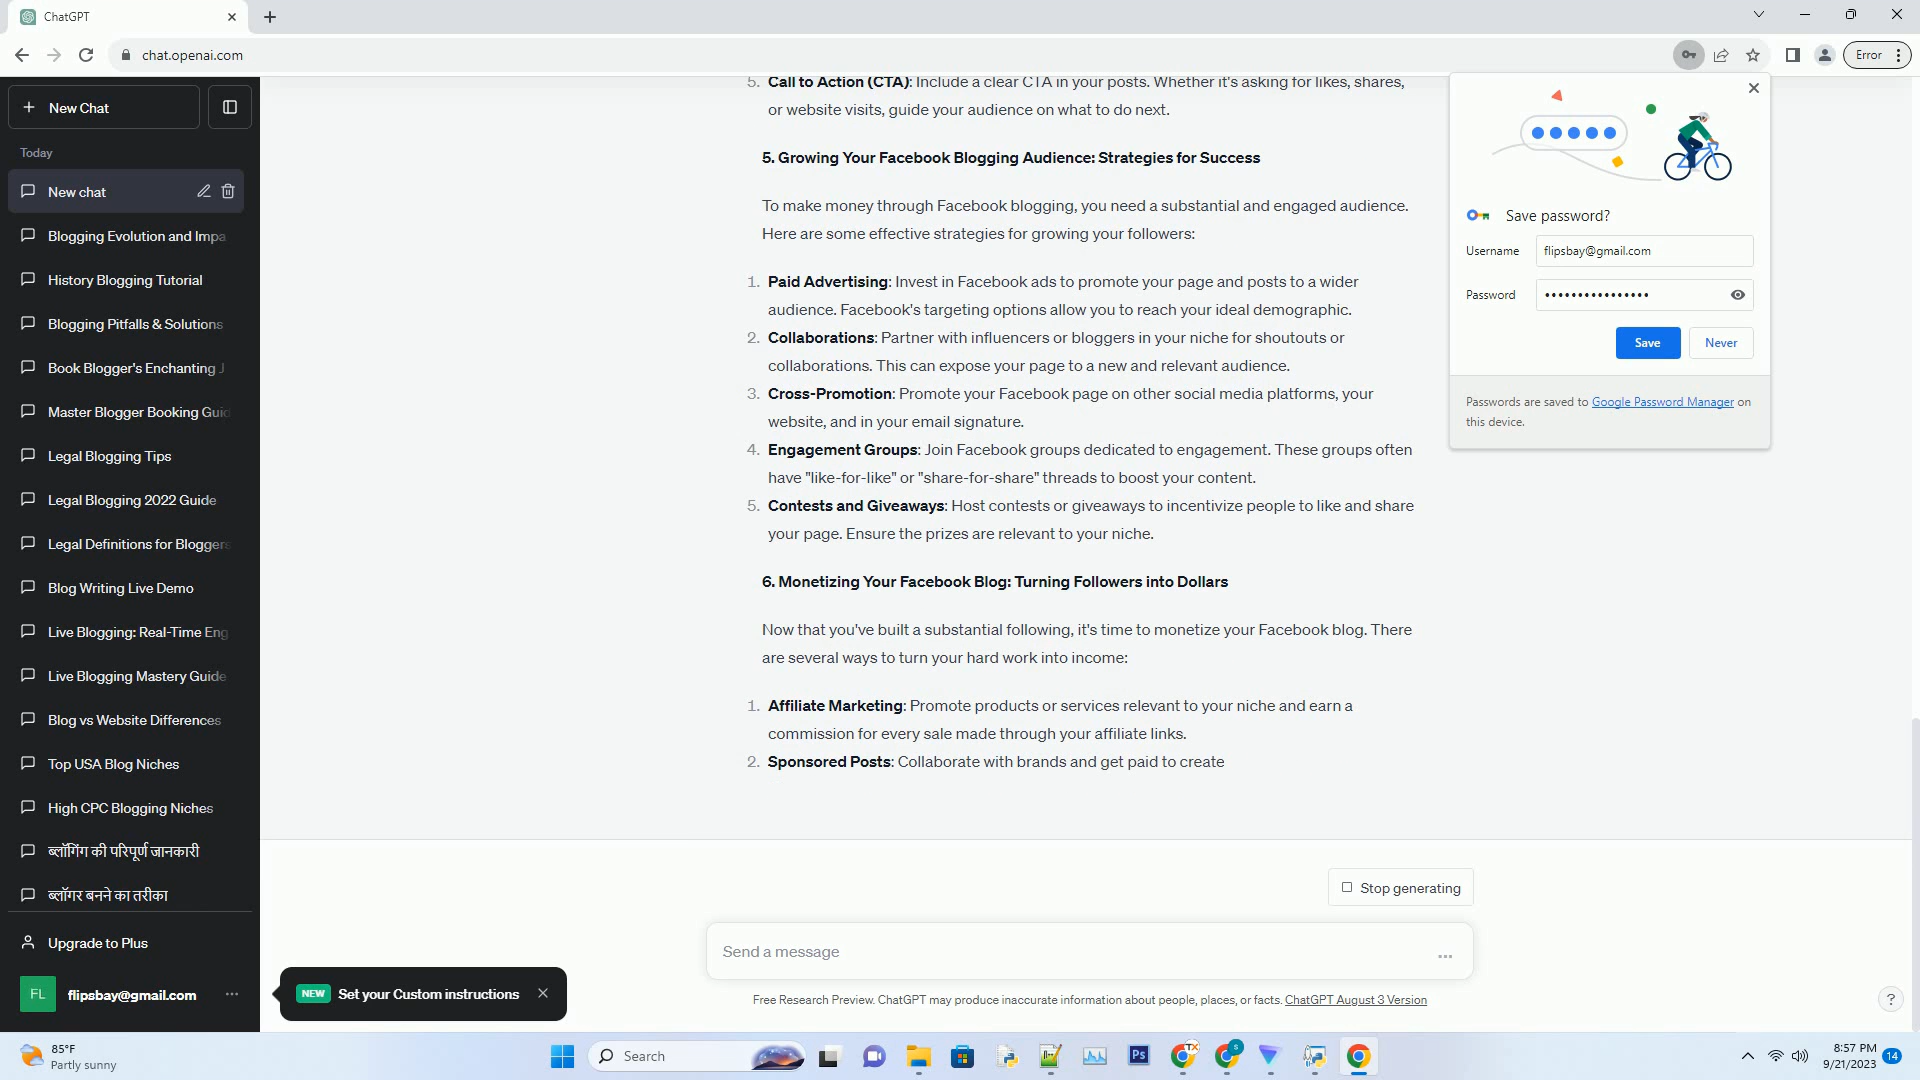 ChatGPT
chat.openai.com
Error
New Chat
Today
New chat
Blogging Evolution and Impa
History Blogging Tutorial
Blogging Pitfalls & Solutions
Book Blogger's Enchanting J
Master Blogger Booking Guid
Legal Blogging Tips
Legal Blogging 2022 Guide
Legal Definitions for Bloggers
Blog Writing Live Demo
Live Blogging: Real-Time Eng
Live Blogging Mastery Guide
Blog vs Website Differences
Top USA Blog Niches
High CPC Blogging Niches
ब्लॉगिंग की परिपूर्ण जानकारी
ब्लॉगर बनने का तरीका
Upgrade to Plus
FL flipsbay@gmail.com
NEW Set your Custom instructions
5. Call to Action (CTA): Include a clear CTA in your posts. Whether it's asking for likes, shares,
or website visits, guide your audience on what to do next.
5. Growing Your Facebook Blogging Audience: Strategies for Success
To make money through Facebook blogging, you need a substantial and engaged audience.
Here are some effective strategies for growing your followers:
1. Paid Advertising: Invest in Facebook ads to promote your page and posts to a wider
audience. Facebook's targeting options allow you to reach your ideal demographic.
2. Collaborations: Partner with influencers or bloggers in your niche for shoutouts or
collaborations. This can expose your page to a new and relevant audience.
3. Cross-Promotion: Promote your Facebook page on other social media platforms, your
website, and in your email signature.
4. Engagement Groups: Join Facebook groups dedicated to engagement. These groups often
have "like-for-like" or "share-for-share" threads to boost your content.
5. Contests and Giveaways: Host contests or giveaways to incentivize people to like and share
your page. Ensure the prizes are relevant to your niche.
6. Monetizing Your Facebook Blog: Turning Followers into Dollars
Now that you've built a substantial following, it's time to monetize your Facebook blog. There
are several ways to turn your hard work into income:
1. Affiliate Marketing: Promote products or services relevant to your niche and earn a
commission for every sale made through your affiliate links.
2. Sponsored Posts: Collaborate with brands and get paid to create
Stop generating
Send a message
Free Research Preview. ChatGPT may produce inaccurate information about people, places, or facts. ChatGPT August 3 Version
?
Save password?
Username flipsbay@gmail.com
Password ••••••••••••••••
Save Never
Passwords are saved to Google Password Manager on
this device.
85°F
Partly sunny
Search
Ps
TX
S
8:57 PM
9/21/2023
14